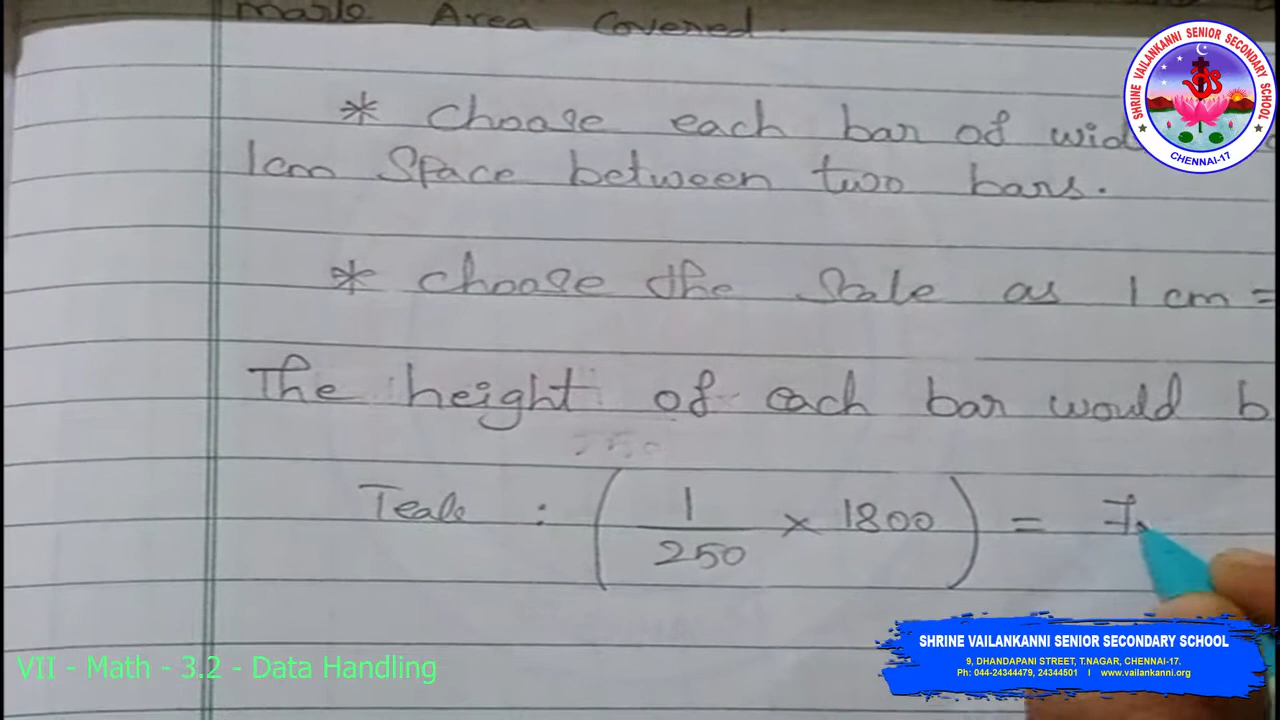 mark Area Covered.
* choose each bar of wid
1cm Space between two bars.
* choose the Scale as 1 cm =
The height of each bar would b
Teak : ( 1/250 × 1800 ) = 7.
SHRINE VAILANKANNI SENIOR SECONDARY SCHOOL
CHENNAI-17
VII - Math - 3.2 - Data Handling
SHRINE VAILANKANNI SENIOR SECONDARY SCHOOL
9, DHANDAPANI STREET, T.NAGAR, CHENNAI-17.
Ph: 044-24344479, 24344501 I www.vailankanni.org